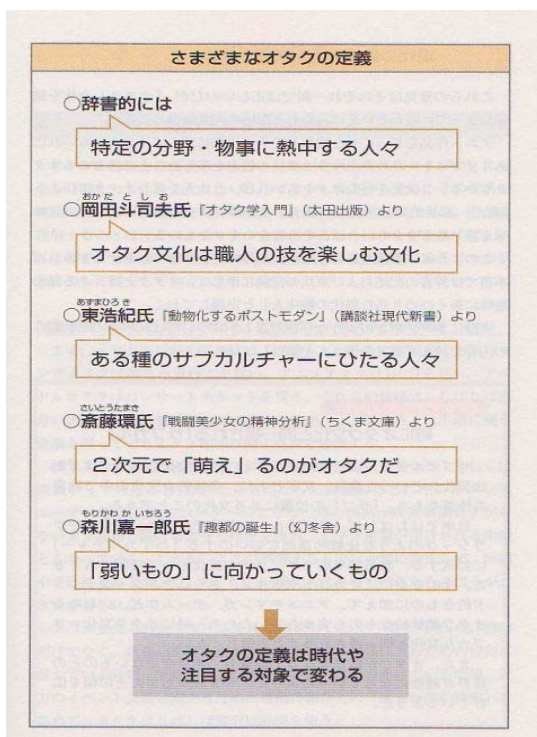 さまざまなオタクの定義
○辞書的には
特定の分野・物事に熱中する人々
おかだとしお
○岡田斗司夫氏『オタク学入門』（太田出版）より
オタク文化は職人の技を楽しむ文化
あずまひろき
○東浩紀氏『動物化するポストモダン』（講談社現代新書）より
ある種のサブカルチャーにひたる人々
さいとうたまき
○斎藤環氏『戦闘美少女の精神分析』（ちくま文庫）より
2次元で「萌え」るのがオタクだ
もりかわかいちろう
○森川嘉一郎氏『趣都の誕生』（幻冬舎）より
「弱いもの」に向かっていくもの
オタクの定義は時代や
注目する対象で変わる